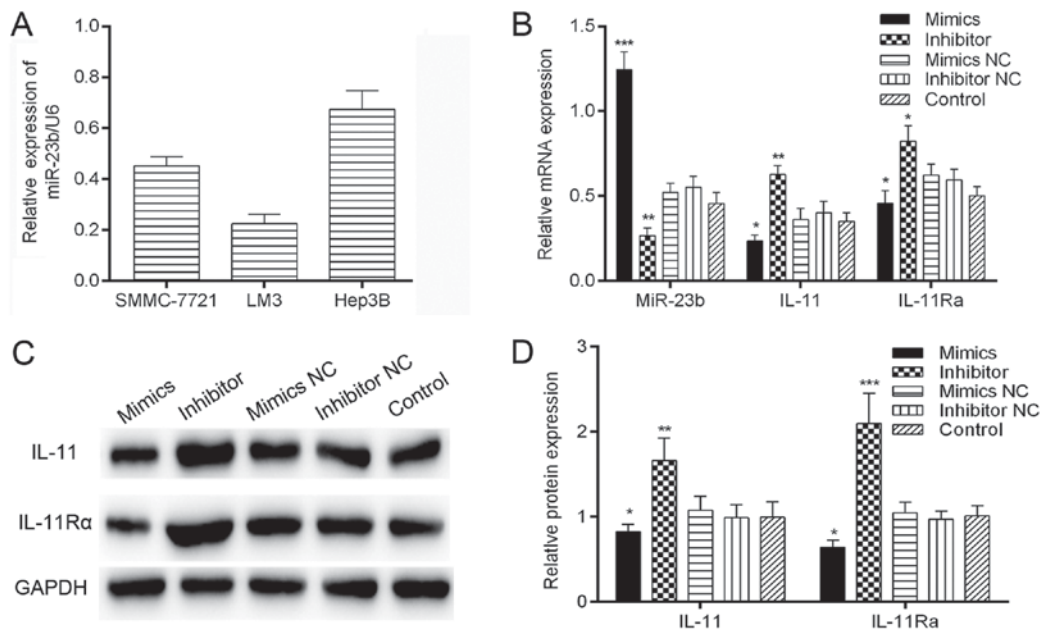 A
Relative expression of
miR-23b/U6
1.0
0.8
0.6
0.4
0.2
0.0
SMMC-7721 LM3 Hep3B
B
Relative mRNA expression
1.5
1.0
0.5
0.0
***
**
*
**
*
*
MiR-23b IL-11 IL-11Ra
Mimics
Inhibitor
Mimics NC
Inhibitor NC
Control
C
Mimics Inhibitor Mimics NC Inhibitor NC Control
IL-11
IL-11Rα
GAPDH
D
Relative protein expression
3
2
1
0
*
**
*
***
IL-11 IL-11Ra
Mimics
Inhibitor
Mimics NC
Inhibitor NC
Control